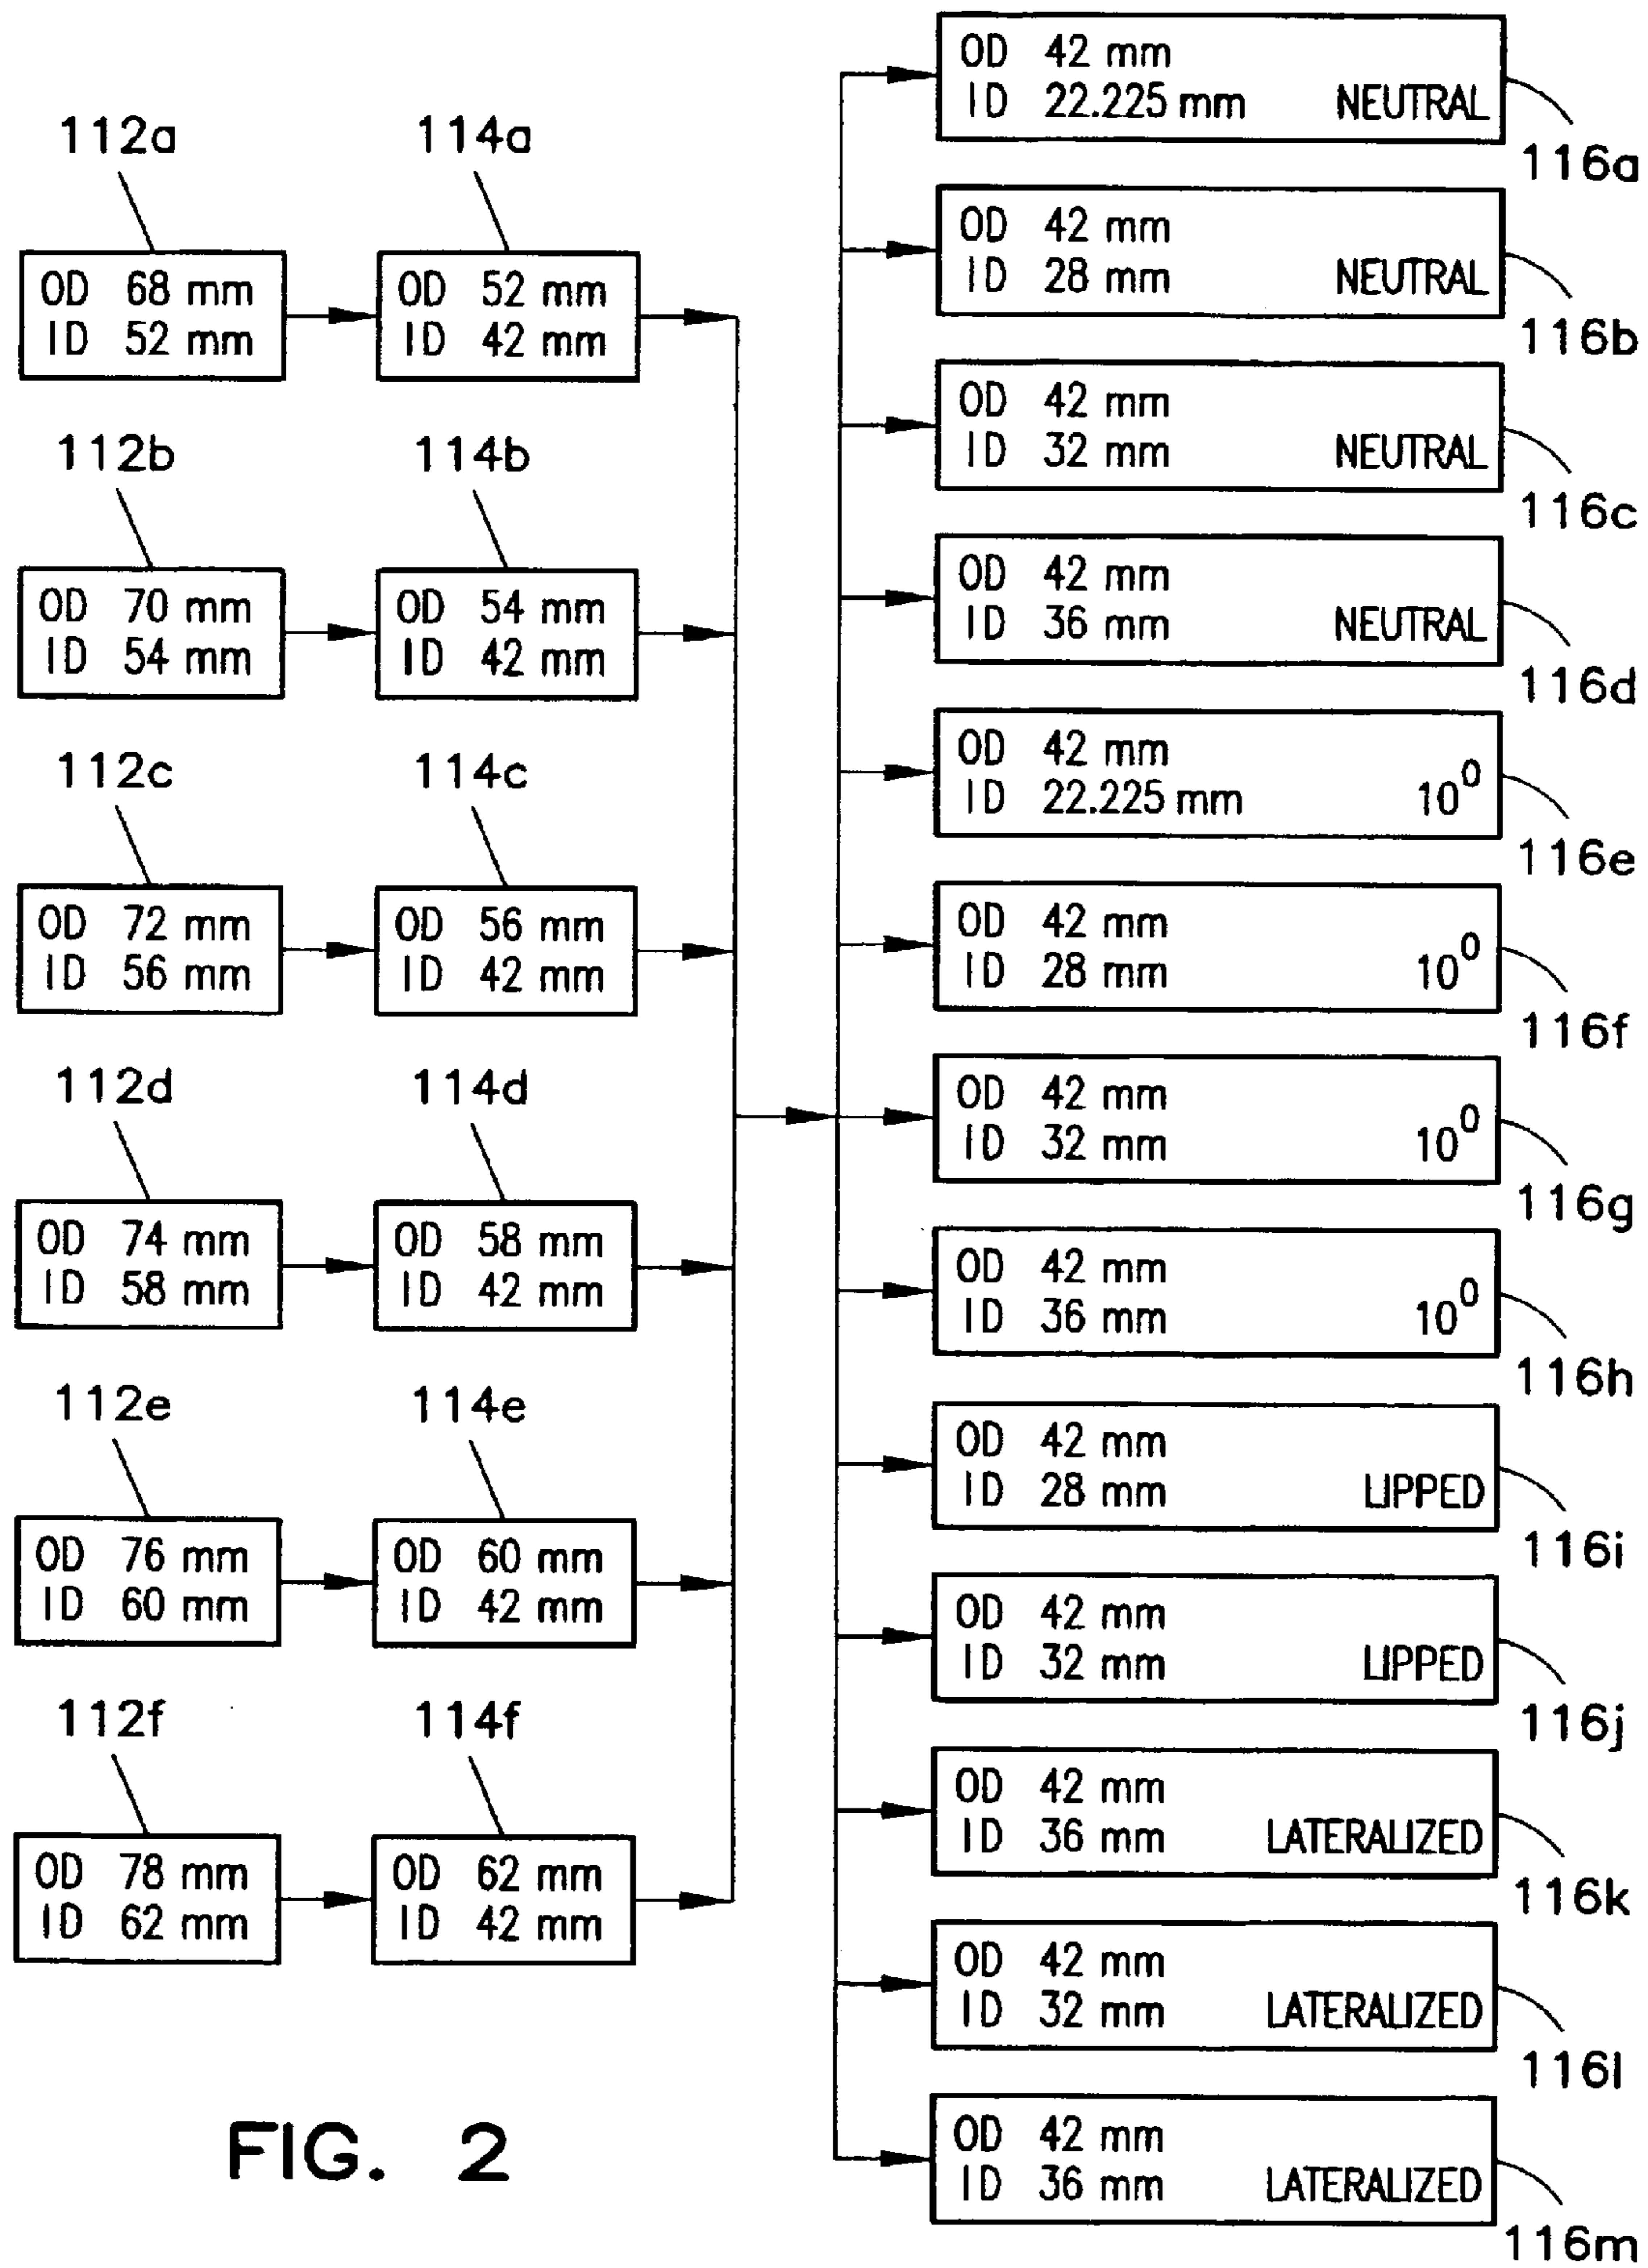 112a
114a
OD 68 mm
ID 52 mm
OD 52 mm
ID 42 mm
112b
114b
OD 70 mm
ID 54 mm
OD 54 mm
ID 42 mm
112c
114c
OD 72 mm
ID 56 mm
OD 56 mm
ID 42 mm
112d
114d
OD 74 mm
ID 58 mm
OD 58 mm
ID 42 mm
112e
114e
OD 76 mm
ID 60 mm
OD 60 mm
ID 42 mm
112f
114f
OD 78 mm
ID 62 mm
OD 62 mm
ID 42 mm
OD 42 mm
ID 22.225 mm NEUTRAL
116a
OD 42 mm
ID 28 mm NEUTRAL
116b
OD 42 mm
ID 32 mm NEUTRAL
116c
OD 42 mm
ID 36 mm NEUTRAL
116d
OD 42 mm
ID 22.225 mm 10⁰
116e
OD 42 mm
ID 28 mm 10⁰
116f
OD 42 mm
ID 32 mm 10⁰
116g
OD 42 mm
ID 36 mm 10⁰
116h
OD 42 mm
ID 28 mm LIPPED
116i
OD 42 mm
ID 32 mm LIPPED
116j
OD 42 mm
ID 36 mm LATERALIZED
116k
OD 42 mm
ID 32 mm LATERALIZED
116l
OD 42 mm
ID 36 mm LATERALIZED
116m
FIG. 2